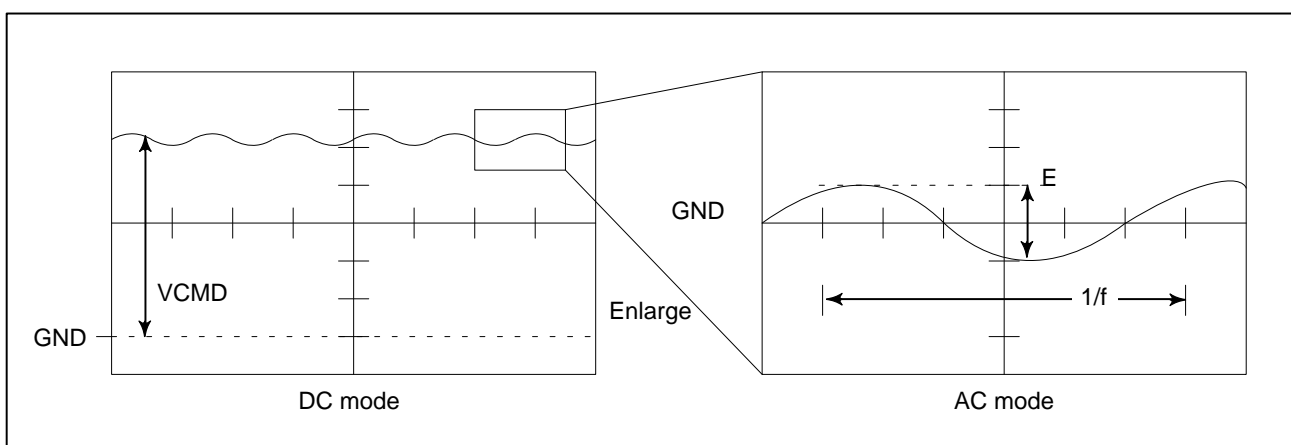 E
GND
VCMD
1/f
Enlarge
GND
DC mode
AC mode